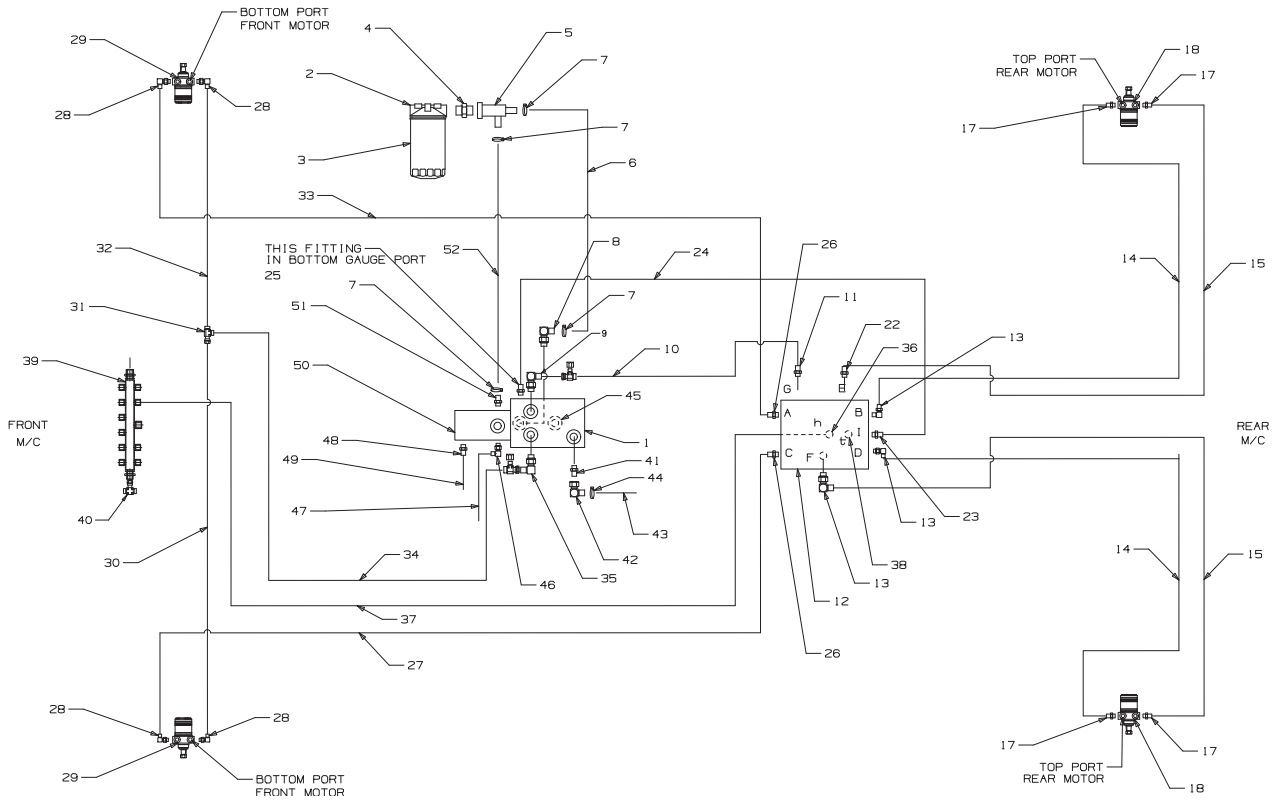 BOTTOM PORT
FRONT MOTOR
29
4
5
18
2
7
TOP PORT
REAR MOTOR
17
28
28
7
17
3
6
33
32
THIS FITTING
IN BOTTOM GAUGE PORT
25
52
8
24
26
14
15
7
7
11
22
13
31
51
9
36
50
10
39
G
E
45
A
B
h
FRONT
M/C
1
I
t
REAR
M/C
48
41
C
F
D
49
44
40
47
43
13
23
30
34
42
14
15
35
46
13
38
12
37
27
26
28
28
17
17
29
BOTTOM PORT
FRONT MOTOR
TOP PORT
REAR MOTOR
18